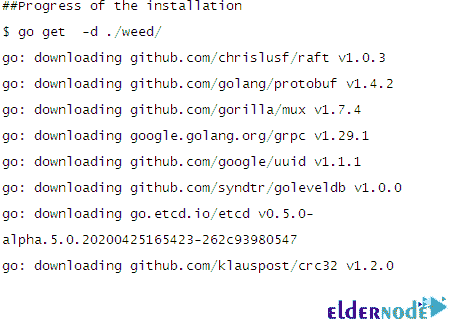 ##Progress of the installation
$ go get  -d ./weed/
go: downloading github.com/chrislusf/raft v1.0.3
go: downloading github.com/golang/protobuf v1.4.2
go: downloading github.com/gorilla/mux v1.7.4
go: downloading google.golang.org/grpc v1.29.1
go: downloading github.com/google/uuid v1.1.1
go: downloading github.com/syndtr/goleveldb v1.0.0
go: downloading go.etcd.io/etcd v0.5.0-
alpha.5.0.20200425165423-262c93980547
go: downloading github.com/klauspost/crc32 v1.2.0
ELDERNODE